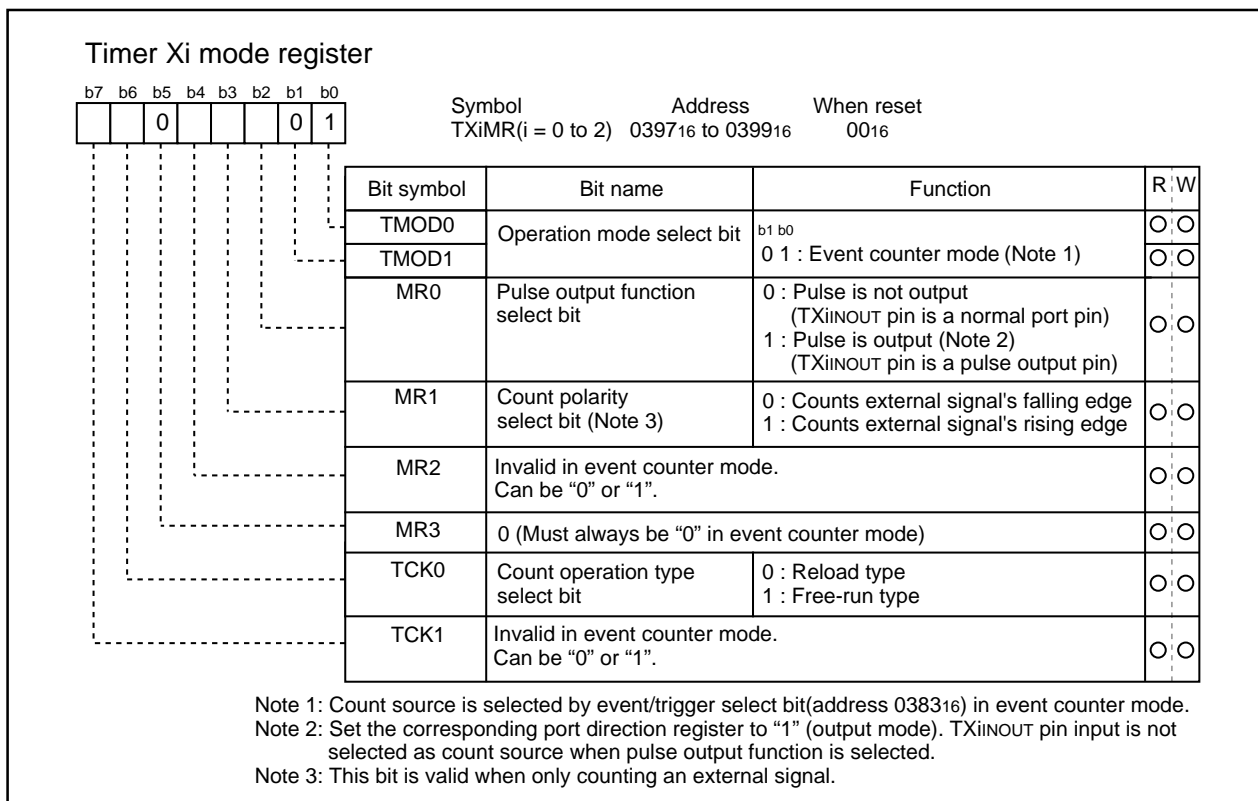 Timer Xi mode register
b7 b6 b5 b4 b3 b2 b1 b0
0 0 1
Symbol Address When reset
TXiMR(i = 0 to 2) 039716 to 039916 0016
Bit symbol Bit name Function R W
TMOD0 Operation mode select bit b1 b0
TMOD1 0 1 : Event counter mode (Note 1)
MR0 Pulse output function 0 : Pulse is not output
select bit (TXiINOUT pin is a normal port pin)
1 : Pulse is output (Note 2)
(TXiINOUT pin is a pulse output pin)
MR1 Count polarity 0 : Counts external signal's falling edge
select bit (Note 3) 1 : Counts external signal's rising edge
MR2 Invalid in event counter mode.
Can be “0” or “1”.
MR3 0 (Must always be “0” in event counter mode)
TCK0 Count operation type 0 : Reload type
select bit 1 : Free-run type
TCK1 Invalid in event counter mode.
Can be “0” or “1”.
Note 1: Count source is selected by event/trigger select bit(address 038316) in event counter mode.
Note 2: Set the corresponding port direction register to “1” (output mode). TXiINOUT pin input is not
selected as count source when pulse output function is selected.
Note 3: This bit is valid when only counting an external signal.